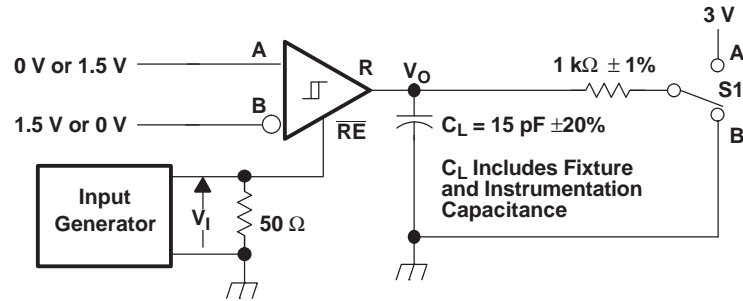 3 V
A
S1
B
0 V or 1.5 V
A
R
V_O
1 kΩ ± 1%
B
1.5 V or 0 V
R̅E̅
C_L = 15 pF ±20%
C_L Includes Fixture
and Instrumentation
Capacitance
Input
Generator
V_I
50 Ω